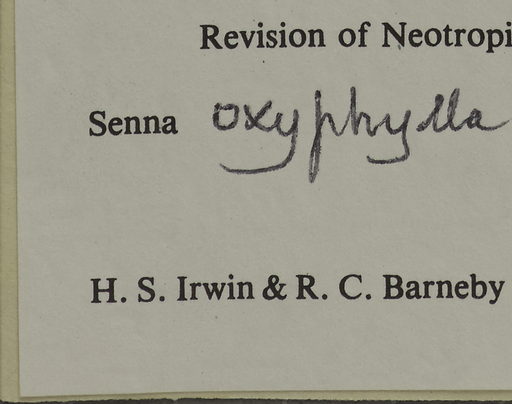 Revision of Neotropi
Senna oxyphylla
H. S. Irwin & R. C. Barneby